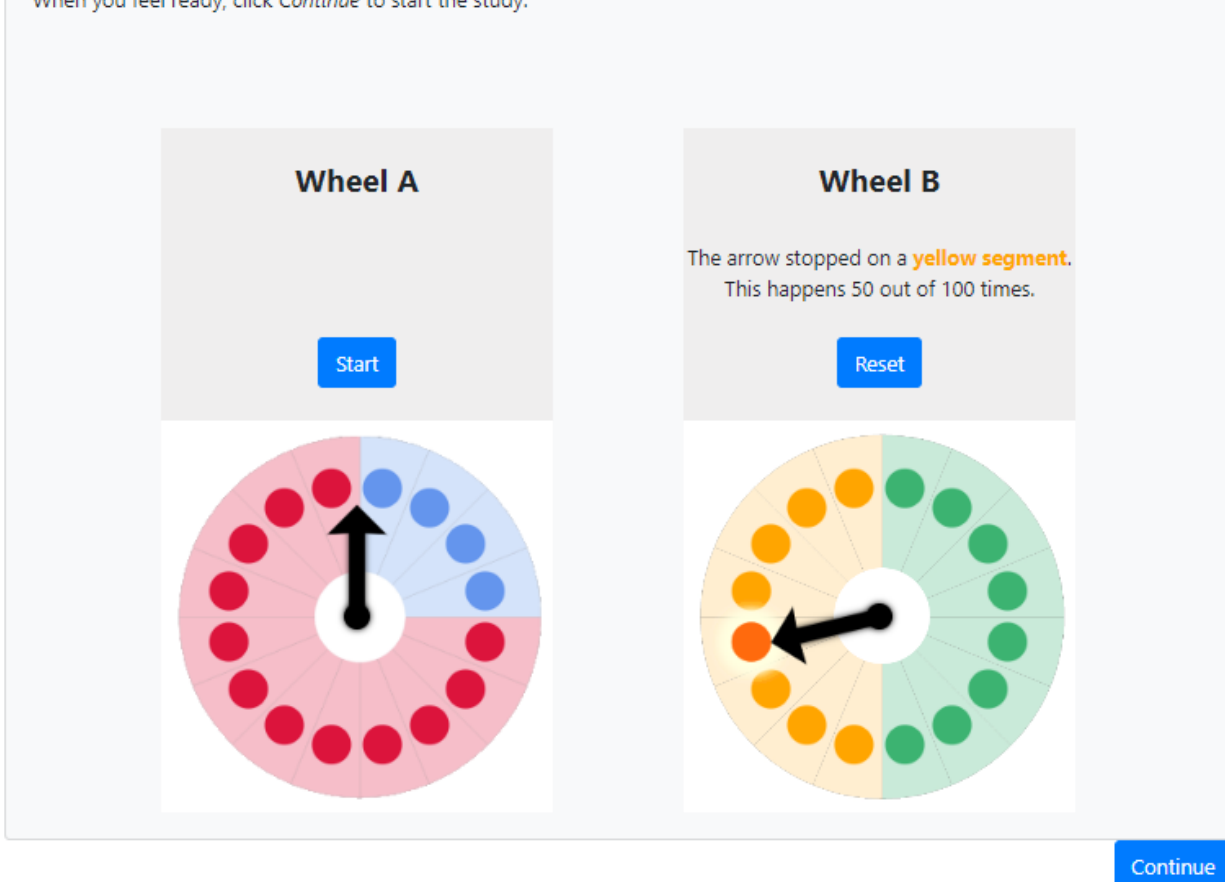 When you feel ready, click Continue to start the study.
Wheel A
Wheel B
The arrow stopped on a yellow segment.
This happens 50 out of 100 times.
Start
Reset
Continue